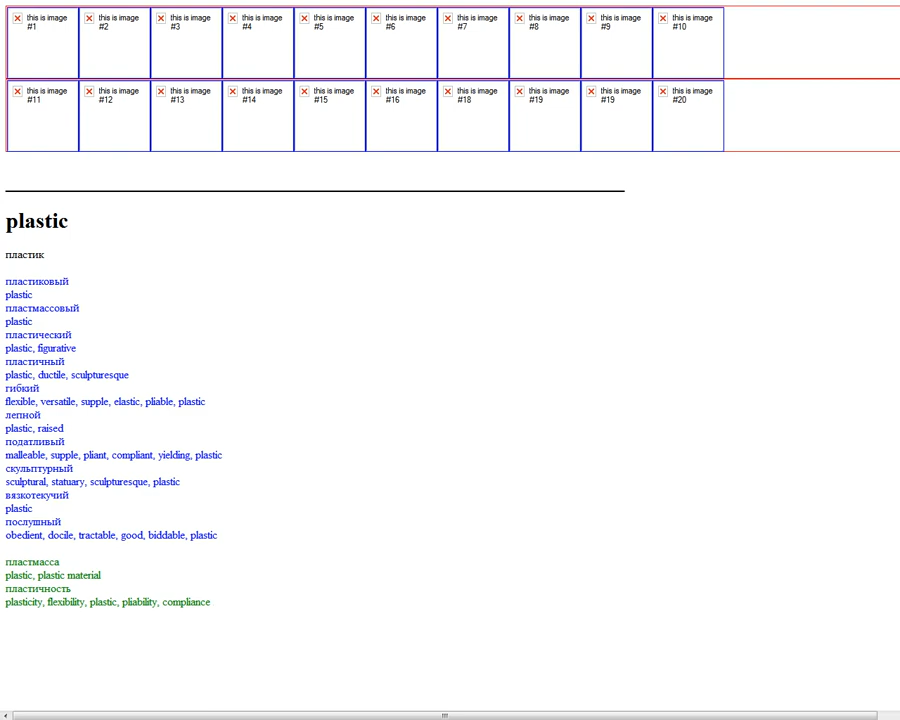 this is image this is image this is image this is image this is image this is image this is image this is image this is image this is image
#1 #2 #3 #4 #5 #6 #7 #8 #9 #10
this is image this is image this is image this is image this is image this is image this is image this is image this is image this is image
#11 #12 #13 #14 #15 #16 #18 #19 #19 #20
plastic
пластик
пластиковый
plastic
пластмассовый
plastic
пластический
plastic, figurative
пластичный
plastic, ductile, sculpturesque
гибкий
flexible, versatile, supple, elastic, pliable, plastic
лепной
plastic, raised
податливый
malleable, supple, pliant, compliant, yielding, plastic
скульптурный
sculptural, statuary, sculpturesque, plastic
вязкотекучий
plastic
послушный
obedient, docile, tractable, good, biddable, plastic
пластмасса
plastic, plastic material
пластичность
plasticity, flexibility, plastic, pliability, compliance